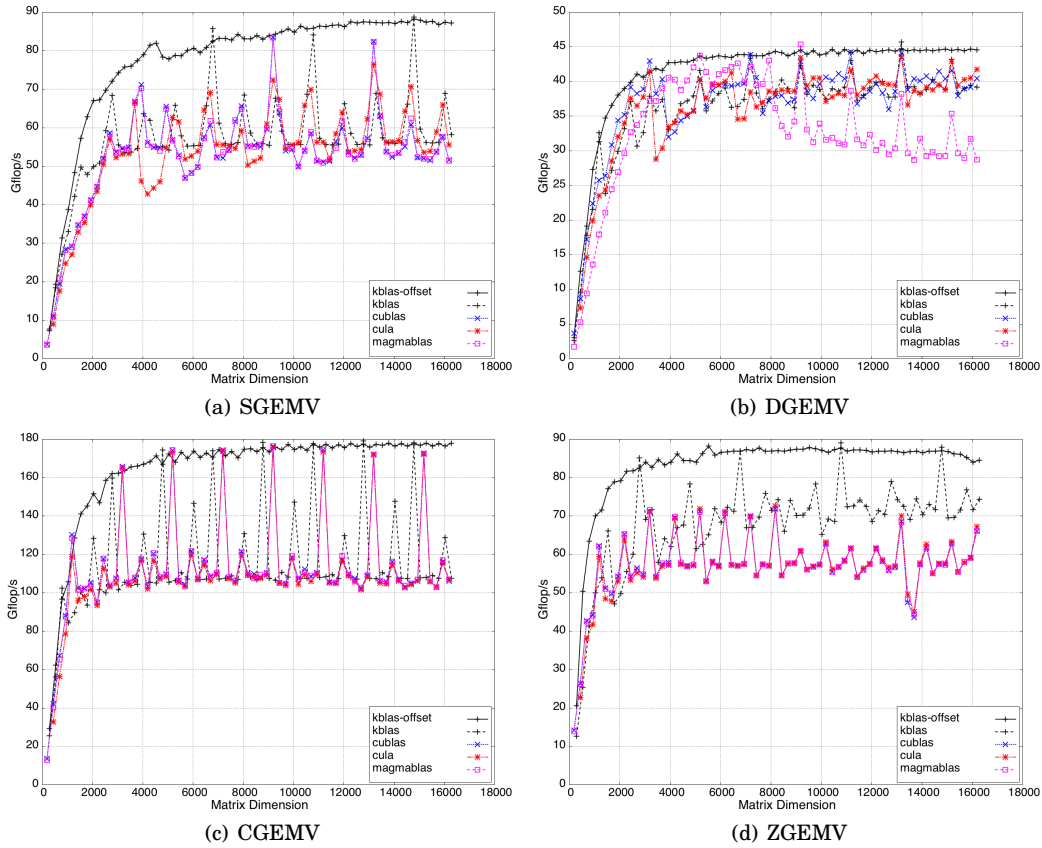 90
80
70
60
50
40
30
20
10
0
Gflop/s
0 2000 4000 6000 8000 10000 12000 14000 16000 18000
Matrix Dimension
kblas-offset
kblas
cublas
cula
magmablas
(a) SGEMV
50
45
40
35
30
25
20
15
10
5
0
Gflop/s
0 2000 4000 6000 8000 10000 12000 14000 16000 18000
Matrix Dimension
kblas-offset
kblas
cublas
cula
magmablas
(b) DGEMV
180
160
140
120
100
80
60
40
20
0
Gflop/s
0 2000 4000 6000 8000 10000 12000 14000 16000
Matrix Dimension
kblas-offset
kblas
cublas
cula
magmablas
(c) CGEMV
90
80
70
60
50
40
30
20
10
0
Gflop/s
0 2000 4000 6000 8000 10000 12000 14000 16000 18000
Matrix Dimension
kblas-offset
kblas
cublas
cula
magmablas
(d) ZGEMV